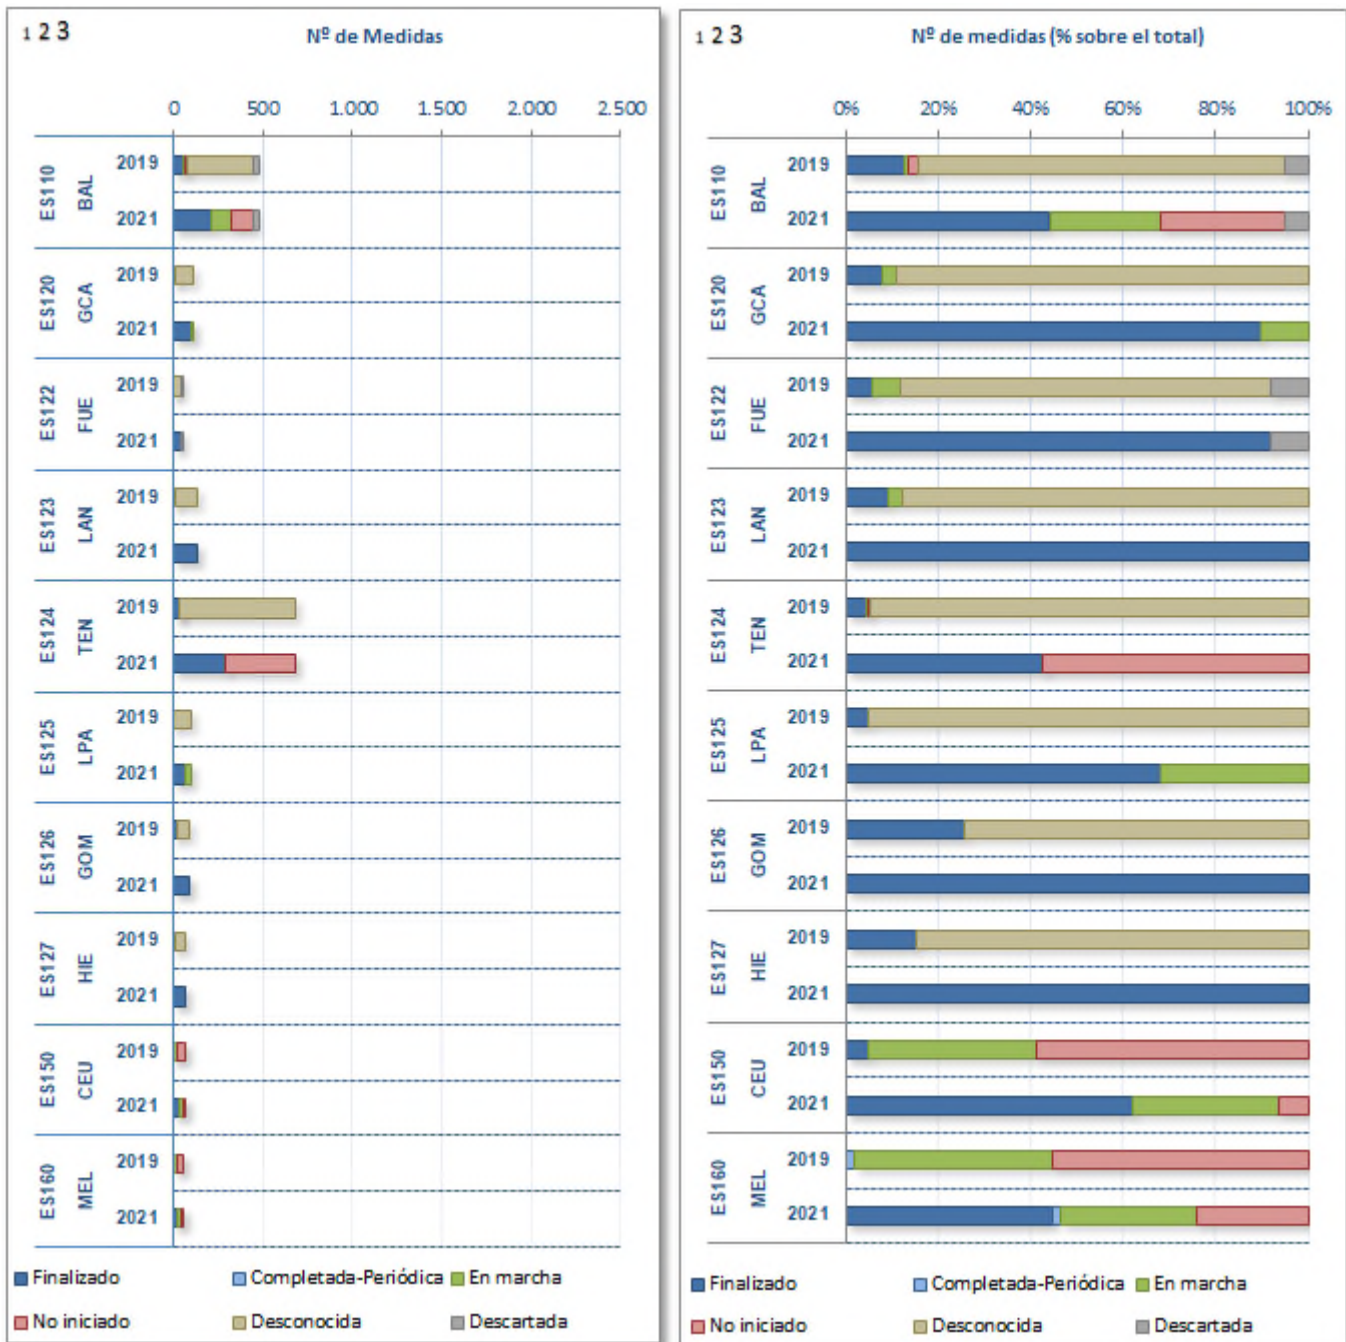 1 2 3
Nº de Medidas
0 500 1.000 1.500 2.000 2.500
ES110 BAL 2019
2021
ES120 GCA 2019
2021
ES122 FUE 2019
2021
ES123 LAN 2019
2021
ES124 TEN 2019
2021
ES125 LPA 2019
2021
ES126 GOM 2019
2021
ES127 HIE 2019
2021
ES150 CEU 2019
2021
ES160 MEL 2019
2021
Finalizado Completada-Periódica En marcha
No iniciado Desconocida Descartada
1 2 3
Nº de medidas (% sobre el total)
0% 20% 40% 60% 80% 100%
ES110 BAL 2019
2021
ES120 GCA 2019
2021
ES122 FUE 2019
2021
ES123 LAN 2019
2021
ES124 TEN 2019
2021
ES125 LPA 2019
2021
ES126 GOM 2019
2021
ES127 HIE 2019
2021
ES150 CEU 2019
2021
ES160 MEL 2019
2021
Finalizado Completada-Periódica En marcha
No iniciado Desconocida Descartada